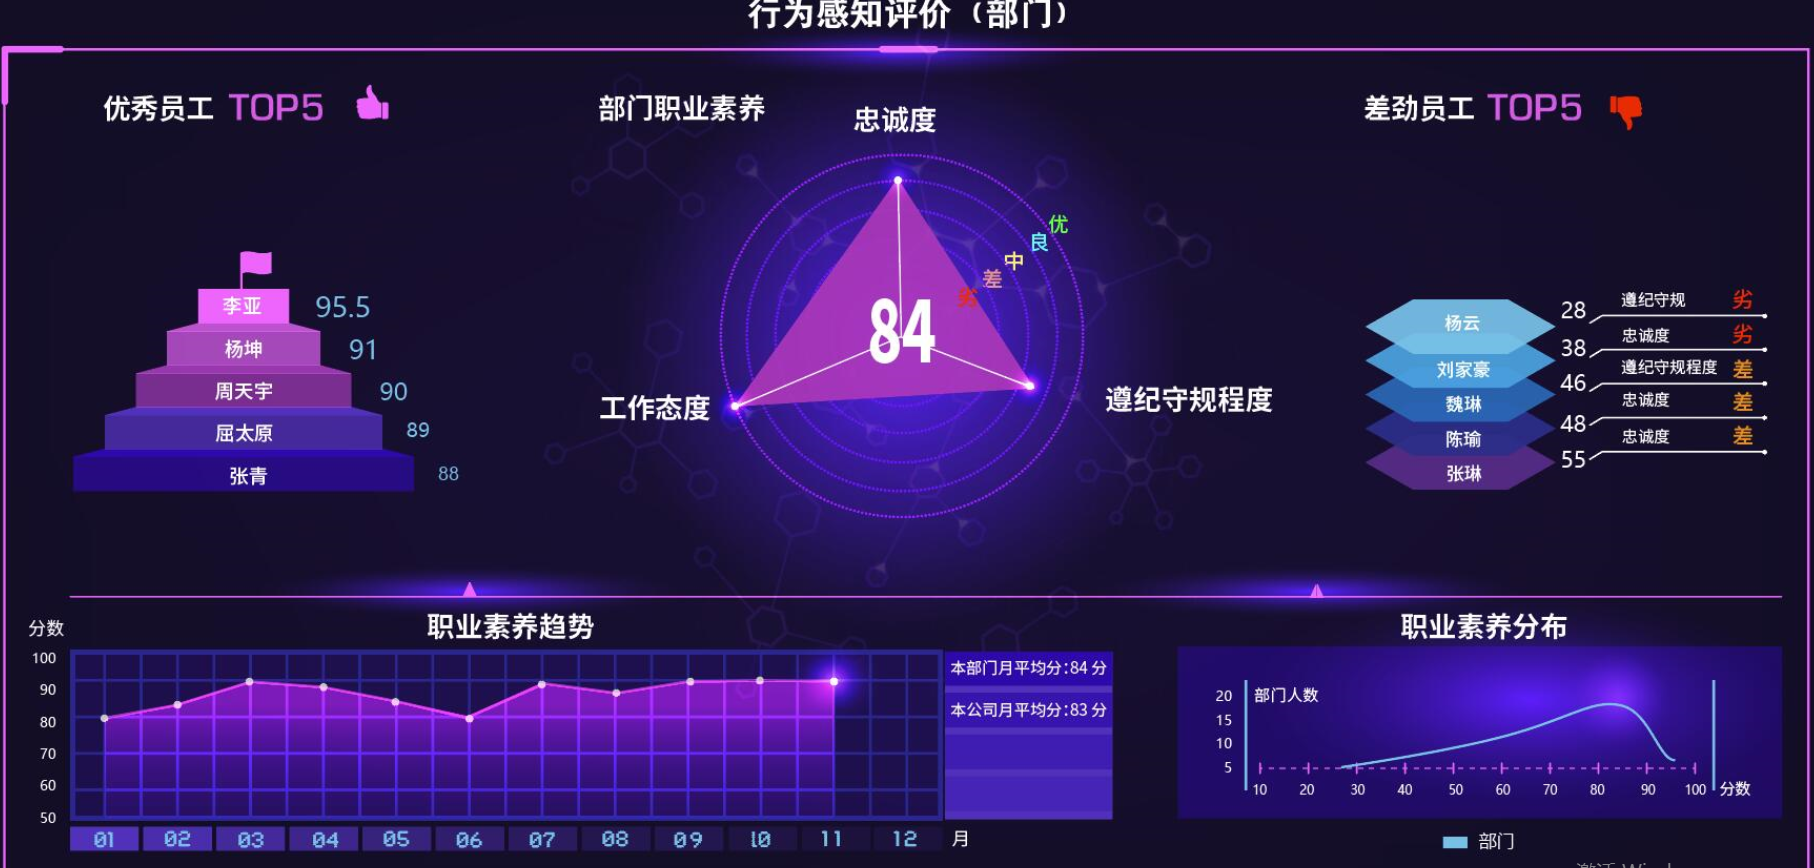 行为感知评价（部门）
优秀员工 TOP5
李亚 95.5
杨坤 91
周天宇 90
屈太原 89
张青 88
部门职业素养
忠诚度
优
良
中
差
劣
84
工作态度
遵纪守规程度
差劲员工 TOP5
杨云 28 遵纪守规 劣
刘家豪 38 忠诚度 劣
魏琳 46 遵纪守规程度 差
陈瑜 48 忠诚度 差
张琳 55 忠诚度 差
职业素养趋势
分数
100
90
80
70
60
50
01 02 03 04 05 06 07 08 09 10 11 12 月
本部门月平均分:84 分
本公司月平均分:83 分
职业素养分布
部门人数
20
15
10
5
10 20 30 40 50 60 70 80 90 100 分数
部门